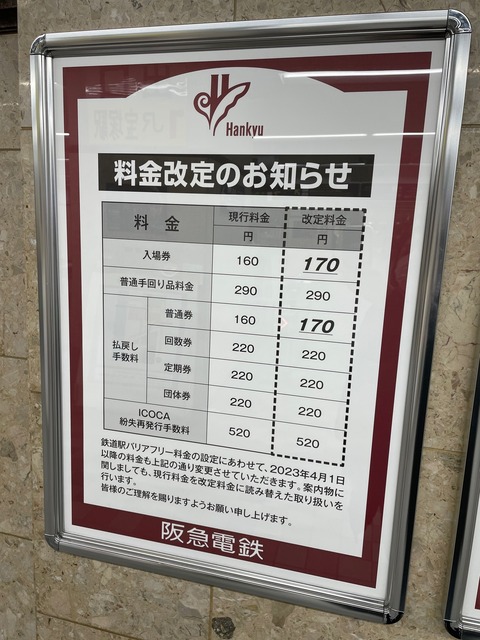 Hankyu
料金改定のお知らせ
料金 現行料金 改定料金
円 円
入場券 160 170
普通手回り品料金 290 290
払戻し手数料 普通券 160 170
回数券 220 220
定期券 220 220
団体券 220 220
ICOCA
紛失再発行手数料 520 520
鉄道駅バリアフリー料金の設定にあわせて、2023年4月1日
以降の料金も上記の通り変更させていただきます。案内物に
関しましても、現行料金を改定料金に読み替えた取り扱いを
行います。
皆様のご理解を賜りますようお願い申し上げます。
阪急電鉄